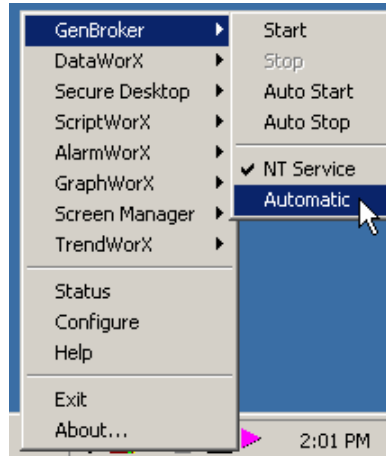 GenBroker
DataWorX
Secure Desktop
ScriptWorX
AlarmWorX
GraphWorX
Screen Manager
TrendWorX
Status
Configure
Help
Exit
About...
Start
Stop
Auto Start
Auto Stop
NT Service
Automatic
2:01 PM